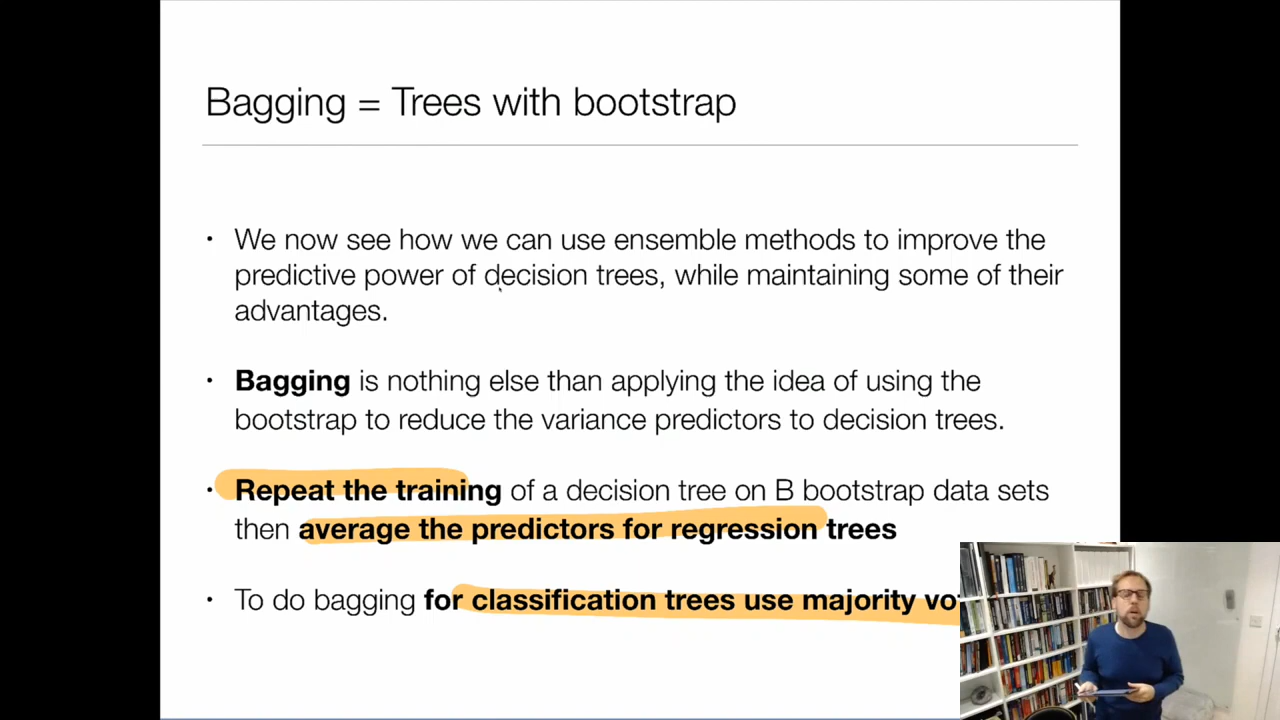 Bagging = Trees with bootstrap
• We now see how we can use ensemble methods to improve the
predictive power of decision trees, while maintaining some of their
advantages.
• Bagging is nothing else than applying the idea of using the
bootstrap to reduce the variance predictors to decision trees.
• Repeat the training of a decision tree on B bootstrap data sets
then average the predictors for regression trees
• To do bagging for classification trees use majority